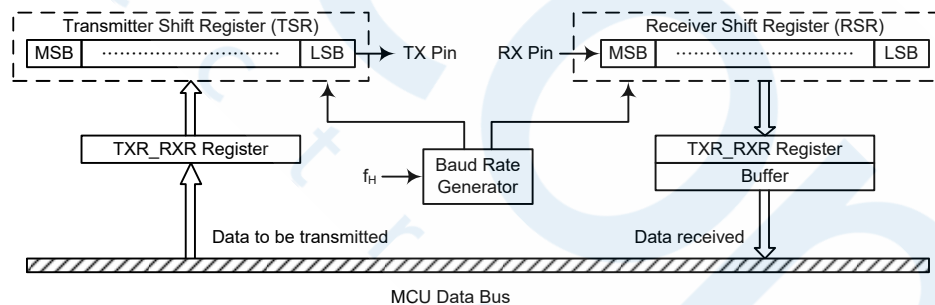 Transmitter Shift Register (TSR)
MSB ………………………… LSB
TX Pin
RX Pin
Receiver Shift Register (RSR)
MSB ………………………… LSB
TXR_RXR Register
fH
Baud Rate
Generator
TXR_RXR Register
Buffer
Data to be transmitted
Data received
MCU Data Bus